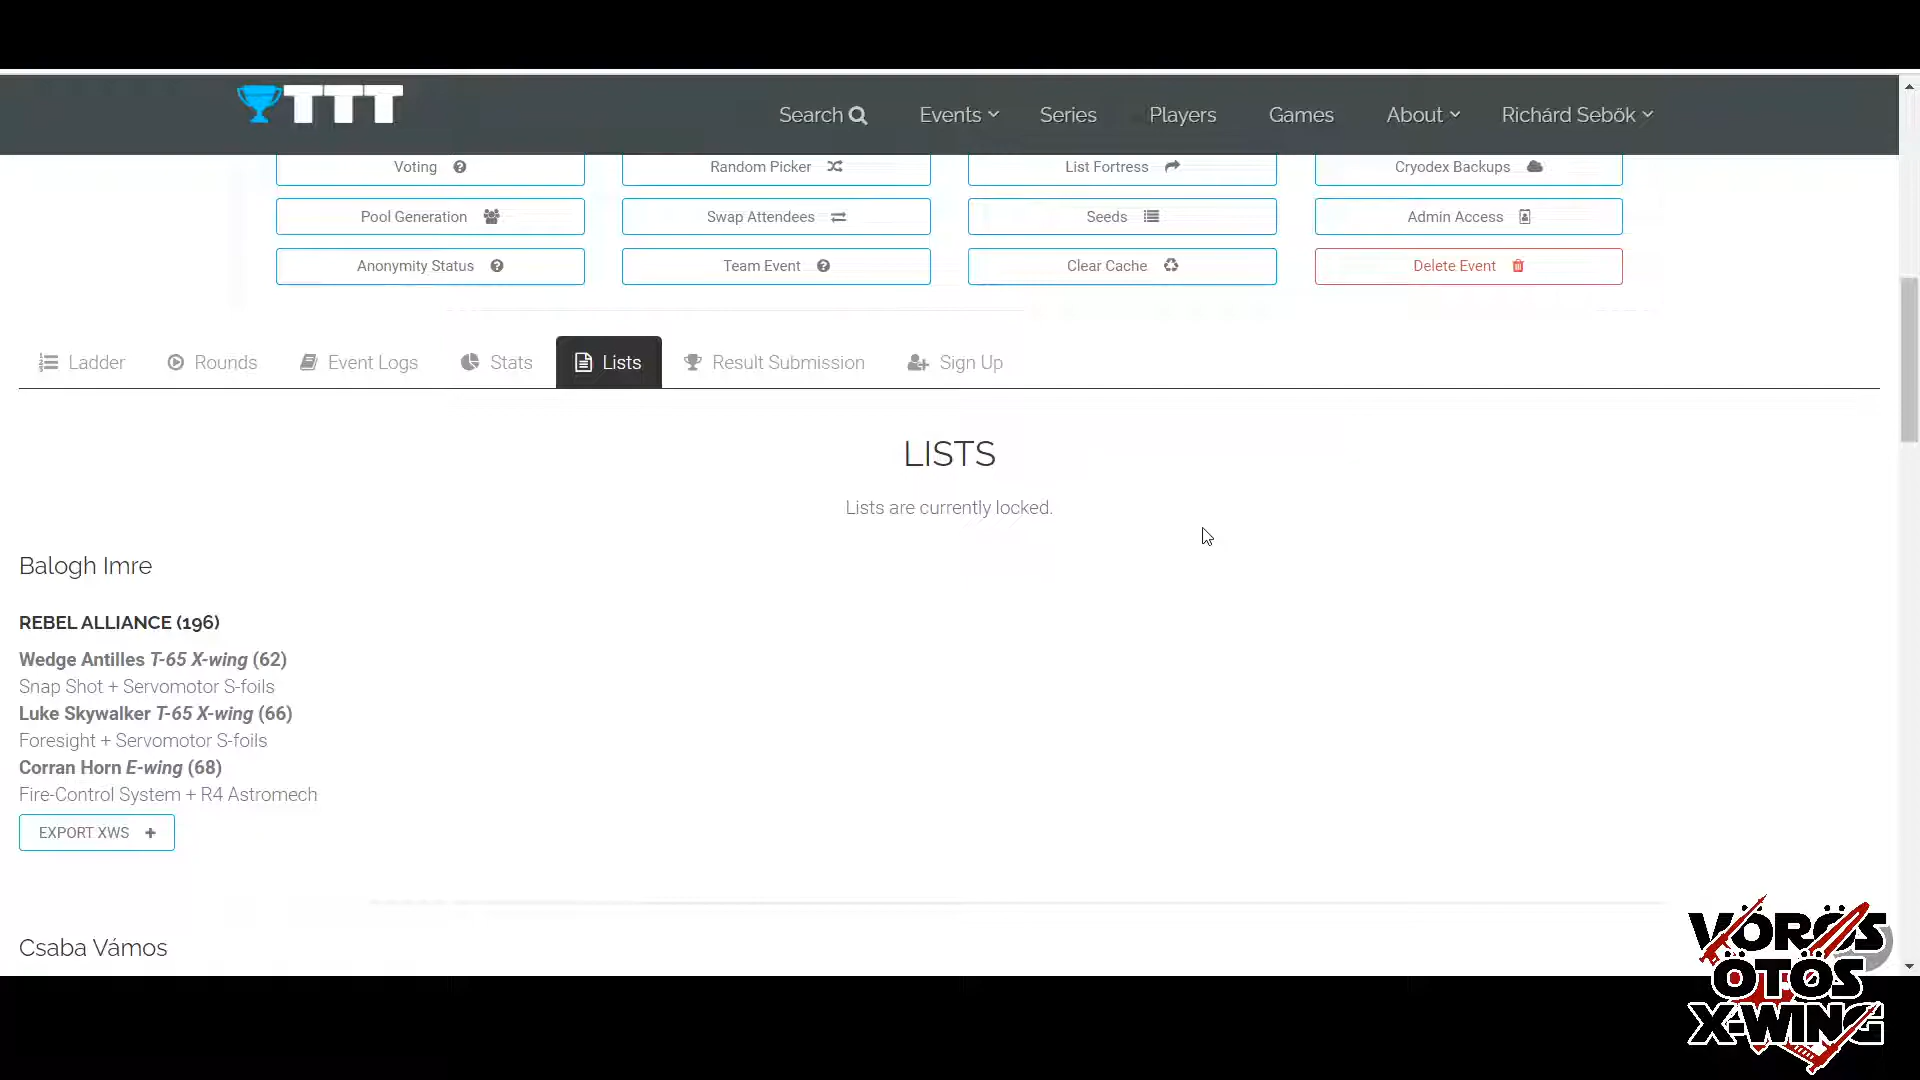 TTT
Search
Events
Series
Players
Games
About
Richárd Sebők
Voting
Random Picker
List Fortress
Cryodex Backups
Pool Generation
Swap Attendees
Seeds
Admin Access
Anonymity Status
Team Event
Clear Cache
Delete Event
Ladder
Rounds
Event Logs
Stats
Lists
Result Submission
Sign Up
LISTS
Lists are currently locked.
Balogh Imre
REBEL ALLIANCE (196)
Wedge Antilles T-65 X-wing (62)
Snap Shot + Servomotor S-foils
Luke Skywalker T-65 X-wing (66)
Foresight + Servomotor S-foils
Corran Horn E-wing (68)
Fire-Control System + R4 Astromech
EXPORT XWS +
Csaba Vámos
VÖRÖS
ÖTÖS
X-WING